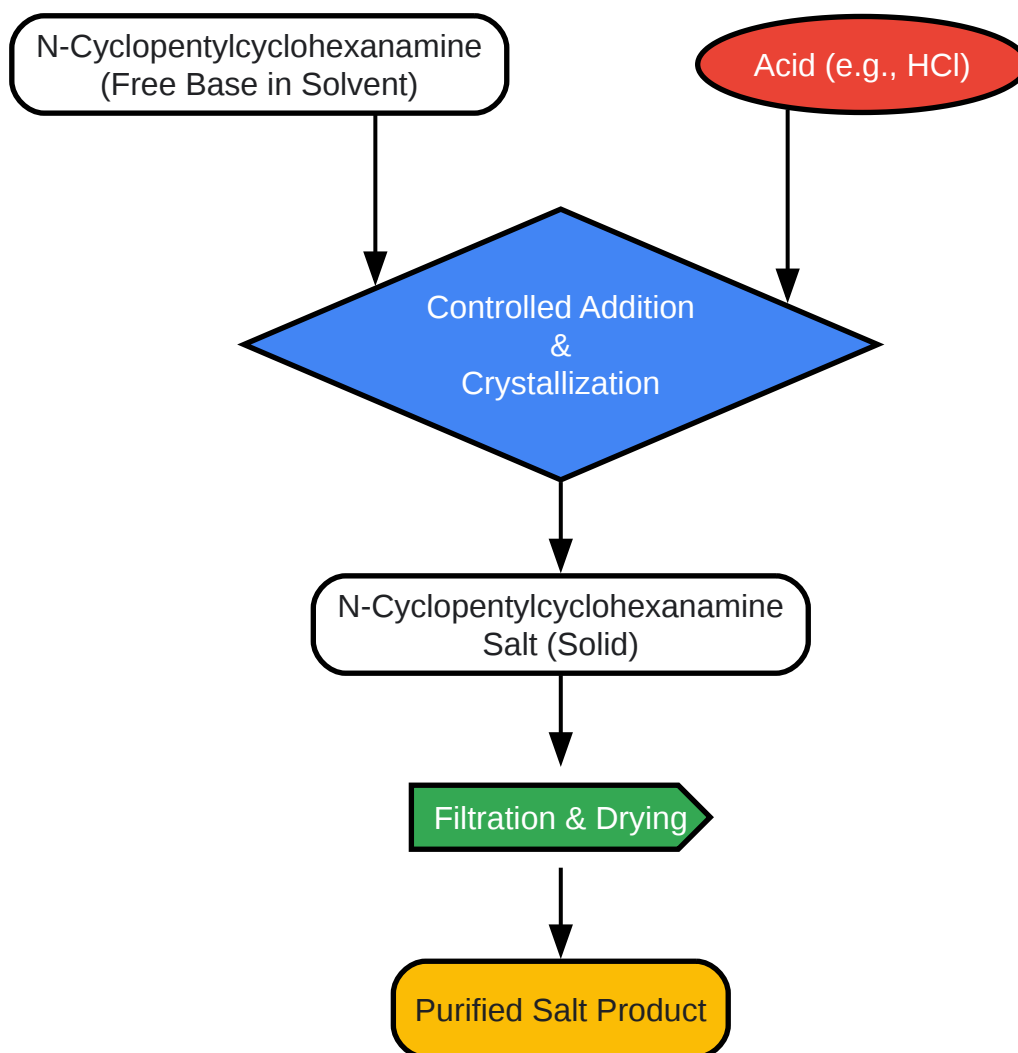 N-Cyclopentylcyclohexanamine
(Free Base in Solvent)
Acid (e.g., HCl)
Controlled Addition
&
Crystallization
N-Cyclopentylcyclohexanamine
Salt (Solid)
Filtration & Drying
Purified Salt Product